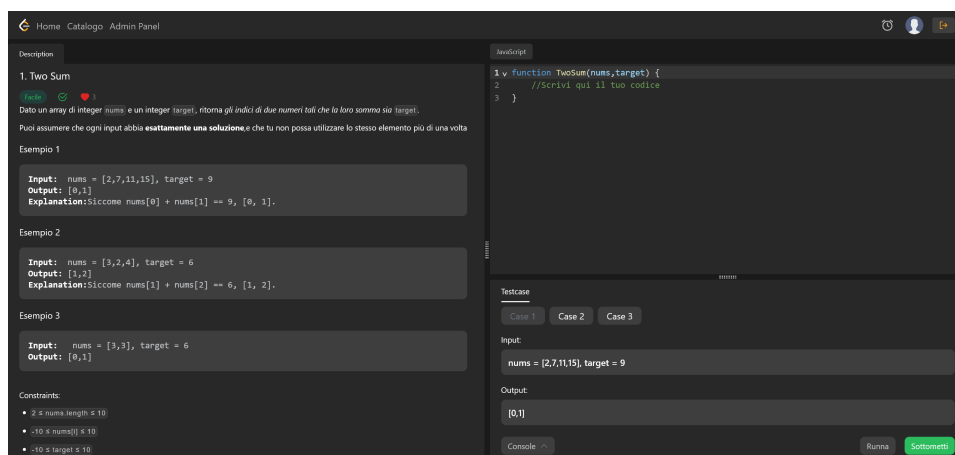 Home Catalogo Admin Panel
Description
1. Two Sum
Facile 3
Dato un array di integer nums e un integer target, ritorna gli indici di due numeri tali che la loro somma sia target.
Puoi assumere che ogni input abbia esattamente una soluzione,e che tu non possa utilizzare lo stesso elemento più di una volta
Esempio 1
Input: nums = [2,7,11,15], target = 9
Output: [0,1]
Explanation:Siccome nums[0] + nums[1] == 9, [0, 1].
Esempio 2
Input: nums = [3,2,4], target = 6
Output: [1,2]
Explanation:Siccome nums[1] + nums[2] == 6, [1, 2].
Esempio 3
Input: nums = [3,3], target = 6
Output: [0,1]
Constraints:
• 2 ≤ nums.length ≤ 10
• -10 ≤ nums[i] ≤ 10
• -10 ≤ target ≤ 10
JavaScript
1 function TwoSum(nums,target) {
2 //Scrivi qui il tuo codice
3 }
Testcase
Case 1 Case 2 Case 3
Input:
nums = [2,7,11,15], target = 9
Output:
[0,1]
Console Runna Sottometti